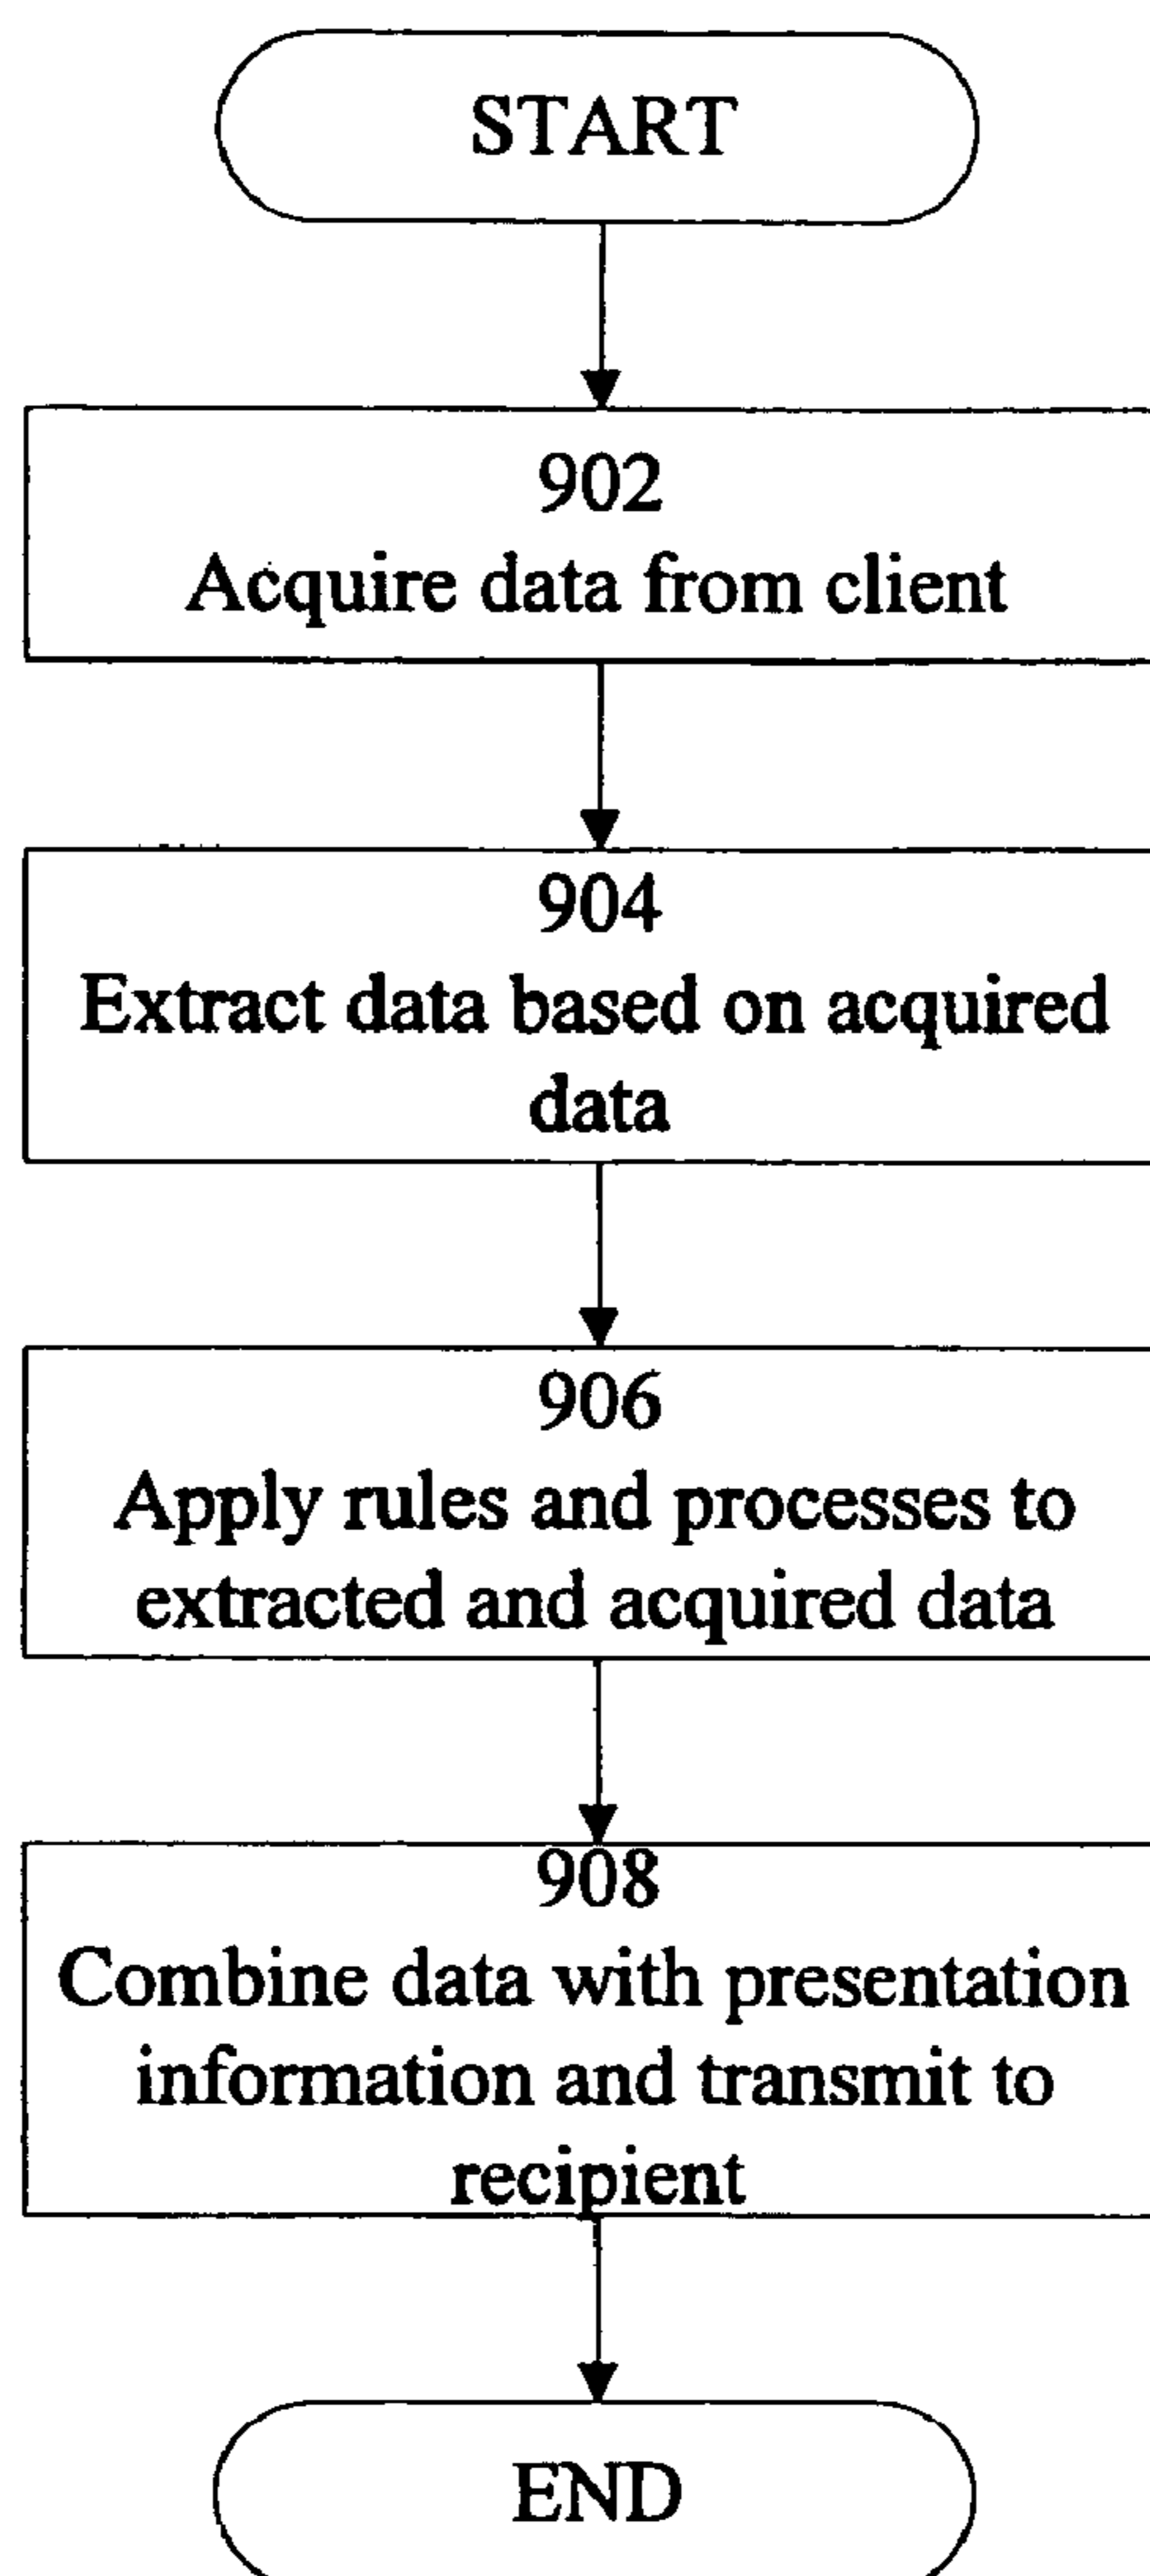 START
902
Acquire data from client
904
Extract data based on acquired
data
906
Apply rules and processes to
extracted and acquired data
908
Combine data with presentation
information and transmit to
recipient
END